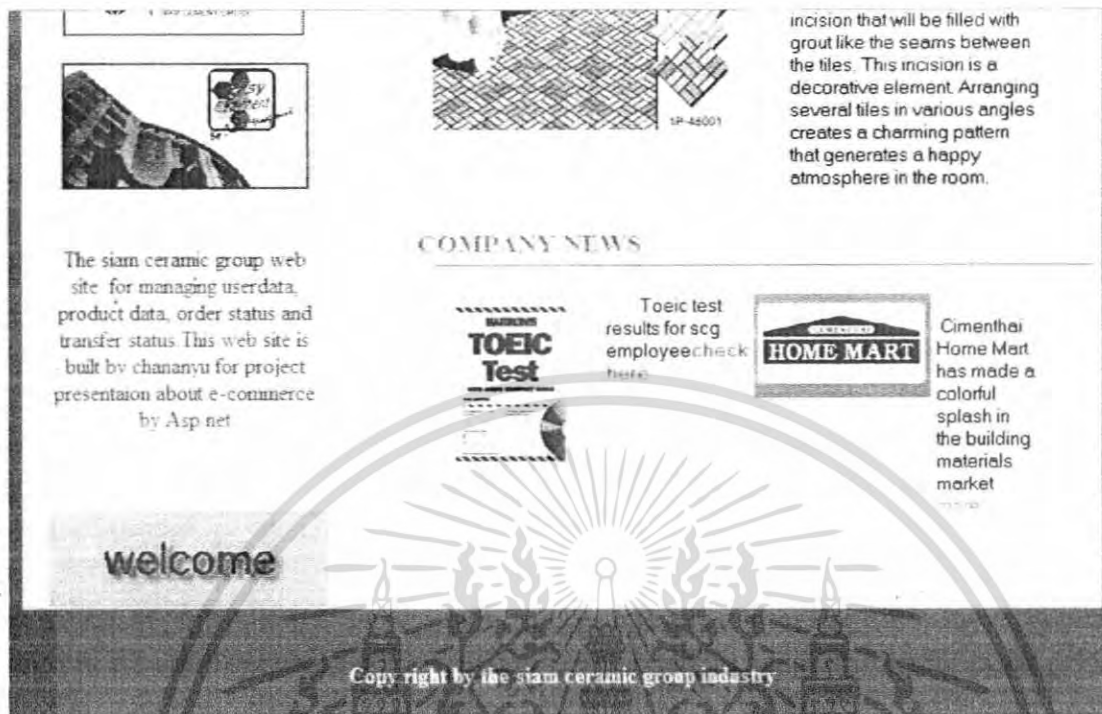 incision that will be filled with
grout like the seams between
the tiles. This incision is a
decorative element. Arranging
several tiles in various angles
creates a charming pattern
that generates a happy
atmosphere in the room.
1P-46001
The siam ceramic group web
site for managing userdata,
product data, order status and
transfer status.This web site is
built by chananyu for project
presentaion about e-commerce
by Asp.net
welcome
COMPANY NEWS
BARRON'S
TOEIC
Test
Toeic test
results for scg
employeecheck
here
HOME MART
Cimenthai
Home Mart
has made a
colorful
splash in
the building
materials
market
more
Copy right by the siam ceramic group industry